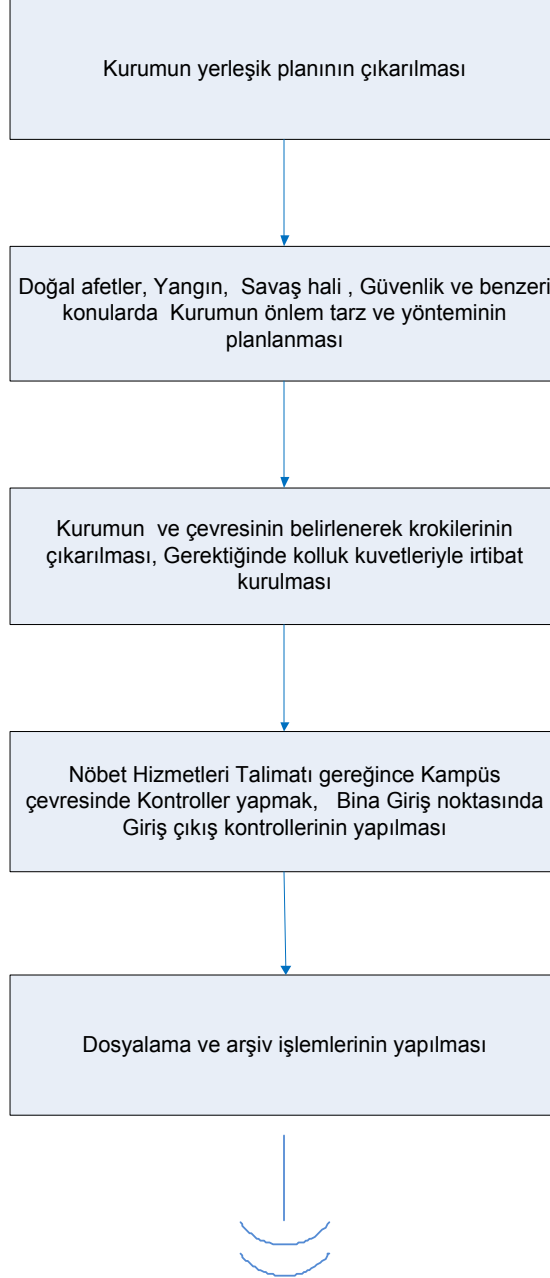 Kurumun yerleşik planının çıkarılması
Doğal afetler, Yangın, Savaş hali , Güvenlik ve benzeri
konularda Kurumun önlem tarz ve yönteminin
planlanması
Kurumun ve çevresinin belirlenerek krokilerinin
çıkarılması, Gerektiğinde kolluk kuvetleriyle irtibat
kurulması
Nöbet Hizmetleri Talimatı gereğince Kampüs
çevresinde Kontroller yapmak, Bina Giriş noktasında
Giriş çıkış kontrollerinin yapılması
Dosyalama ve arşiv işlemlerinin yapılması